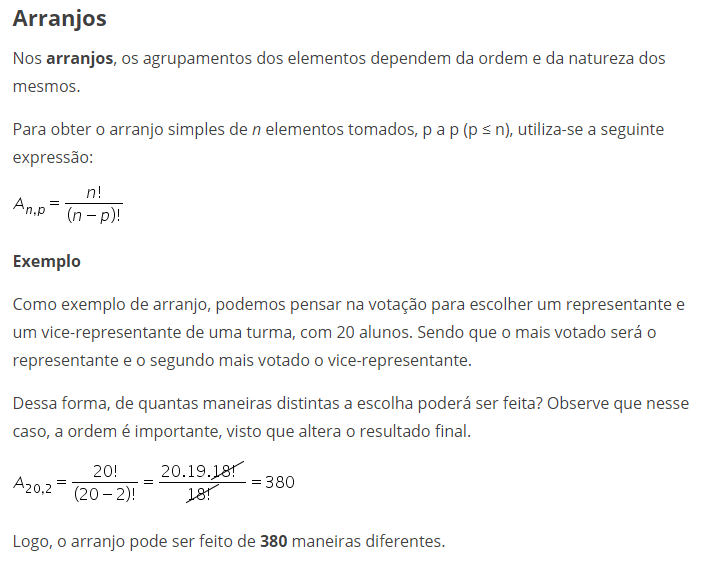 Arranjos
Nos arranjos, os agrupamentos dos elementos dependem da ordem e da natureza dos
mesmos.
Para obter o arranjo simples de n elementos tomados, p a p (p ≤ n), utiliza-se a seguinte
expressão:
A_{n,p} = n! / (n – p)!
Exemplo
Como exemplo de arranjo, podemos pensar na votação para escolher um representante e
um vice-representante de uma turma, com 20 alunos. Sendo que o mais votado será o
representante e o segundo mais votado o vice-representante.
Dessa forma, de quantas maneiras distintas a escolha poderá ser feita? Observe que nesse
caso, a ordem é importante, visto que altera o resultado final.
A_{20,2} = 20! / (20 – 2)! = 20.19.18! / 18! = 380
Logo, o arranjo pode ser feito de 380 maneiras diferentes.